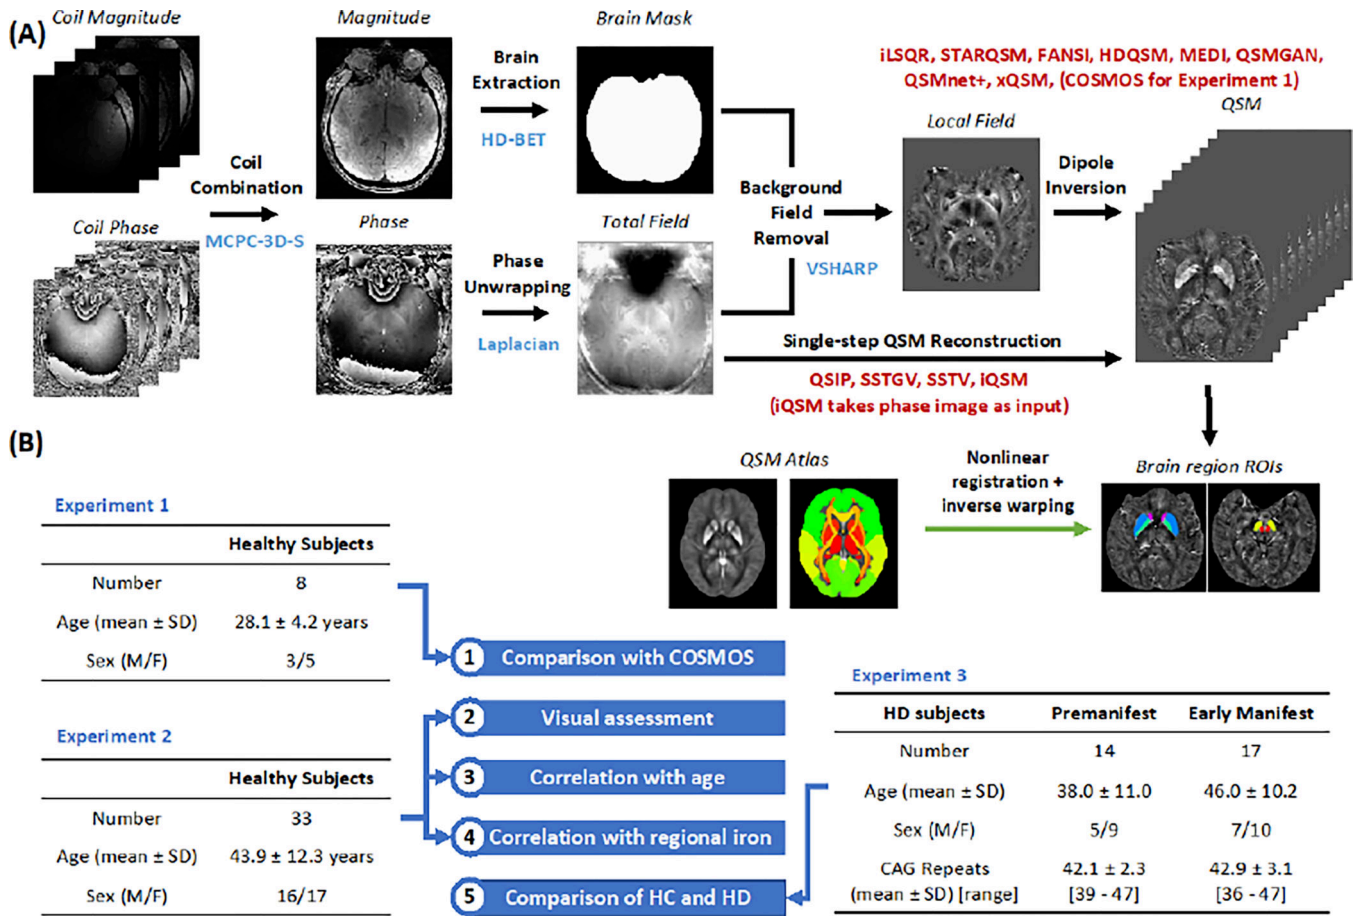 (A)
Coil Magnitude
Magnitude
Brain Mask
Brain
Extraction
HD-BET
iLSQR, STARQSM, FANSI, HDQSM, MEDI, QSMGAN,
QSMnet+, xQSM, (COSMOS for Experiment 1)
QSM
Local Field
Coil
Combination
MCPC-3D-S
Background
Field
Removal
VSHARP
Dipole
Inversion
Coil Phase
Phase
Total Field
Phase
Unwrapping
Laplacian
Single-step QSM Reconstruction
QSIP, SSTGV, SSTV, iQSM
(iQSM takes phase image as input)
QSM Atlas
Nonlinear
registration +
inverse warping
Brain region ROIs
(B)
Experiment 1
Healthy Subjects
Number 8
Age (mean ± SD) 28.1 ± 4.2 years
Sex (M/F) 3/5
Experiment 2
Healthy Subjects
Number 33
Age (mean ± SD) 43.9 ± 12.3 years
Sex (M/F) 16/17
1 Comparison with COSMOS
2 Visual assessment
3 Correlation with age
4 Correlation with regional iron
5 Comparison of HC and HD
Experiment 3
HD subjects Premanifest Early Manifest
Number 14 17
Age (mean ± SD) 38.0 ± 11.0 46.0 ± 10.2
Sex (M/F) 5/9 7/10
CAG Repeats 42.1 ± 2.3 42.9 ± 3.1
(mean ± SD) [range] [39 - 47] [36 - 47]